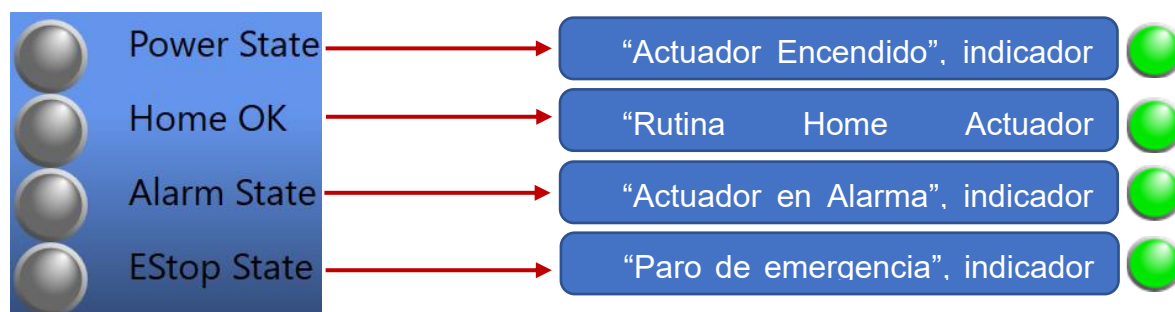 Power State
“Actuador Encendido”, indicador
Home OK
“Rutina Home Actuador
Alarm State
“Actuador en Alarma”, indicador
EStop State
“Paro de emergencia”, indicador